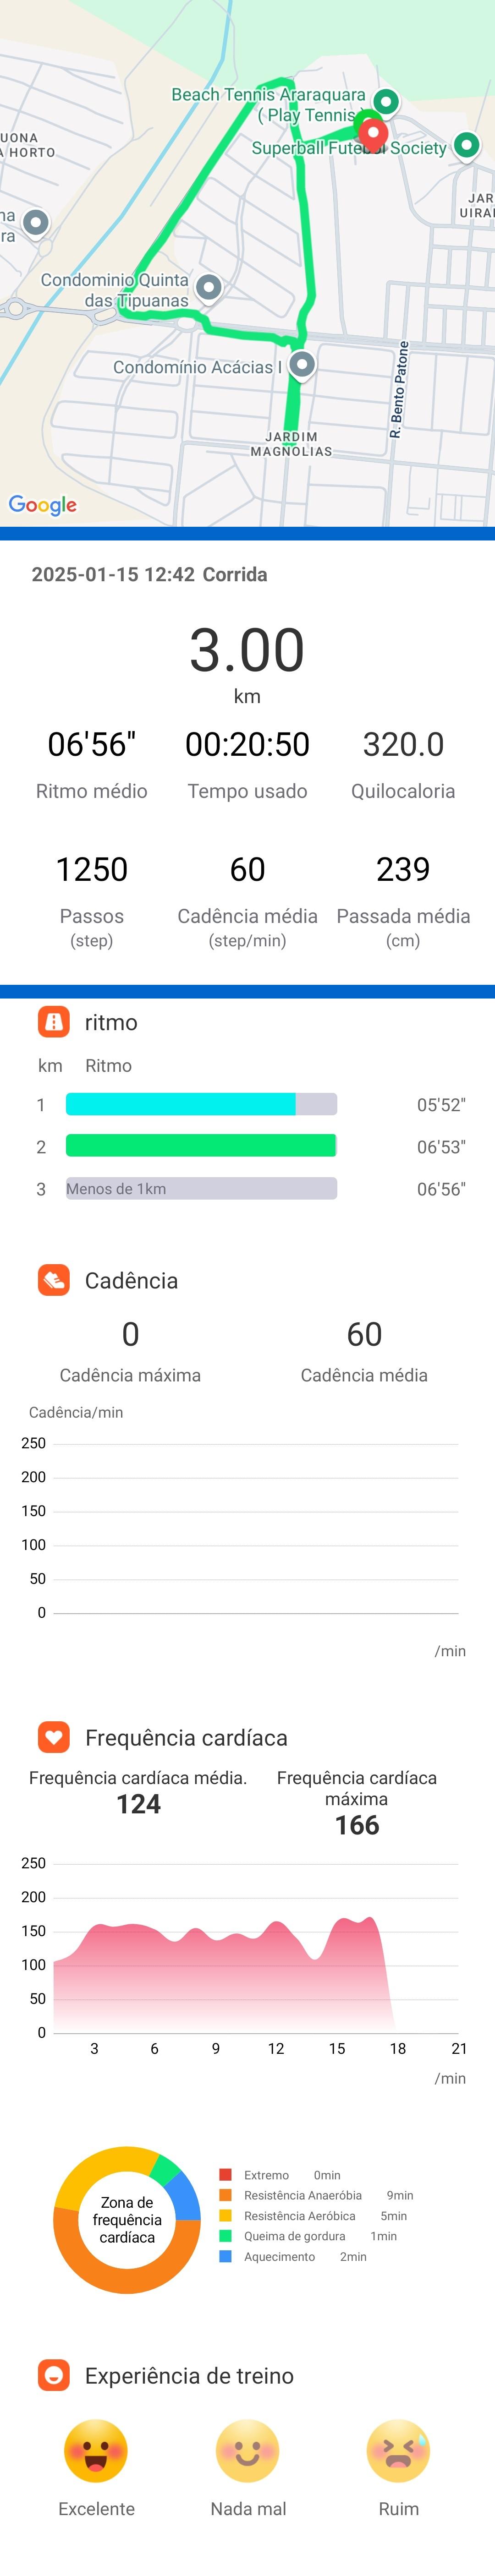 Beach Tennis Araraquara
( Play Tennis
Superball Futebol Society
UONA
A HORTO
JAR
UIRA
na
ra
Condominio Quinta
das Tipuanas
Condomínio Acácias I
R. Bento Patone
JARDIM
MAGNOLIAS
Google
2025-01-15 12:42 Corrida
3.00
km
06'56" 00:20:50 320.0
Ritmo médio Tempo usado Quilocaloria
1250 60 239
Passos Cadência média Passada média
(step) (step/min) (cm)
ritmo
km Ritmo
1 05'52"
2 06'53"
3 Menos de 1km 06'56"
Cadência
0 60
Cadência máxima Cadência média
Cadência/min
250
200
150
100
50
0
/min
Frequência cardíaca
Frequência cardíaca média.
124
Frequência cardíaca
máxima
166
250
200
150
100
50
0
3 6 9 12 15 18 21
/min
Zona de
frequência
cardíaca
Extremo 0min
Resistência Anaeróbia 9min
Resistência Aeróbica 5min
Queima de gordura 1min
Aquecimento 2min
Experiência de treino
Excelente Nada mal Ruim